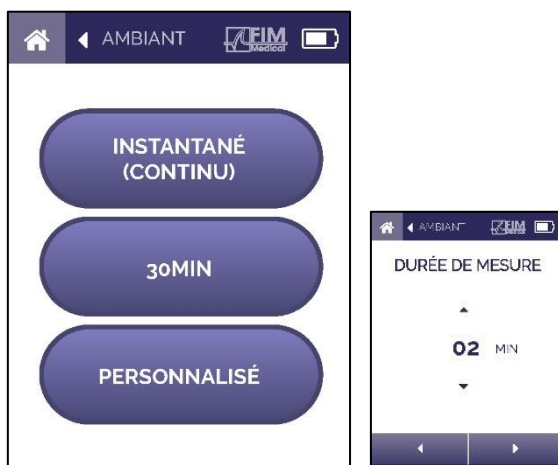 AMBIANT
FIM
Medical
INSTANTANÉ
(CONTINU)
30MIN
PERSONNALISÉ
AMBIANT
FIM
DURÉE DE MESURE
02 MIN